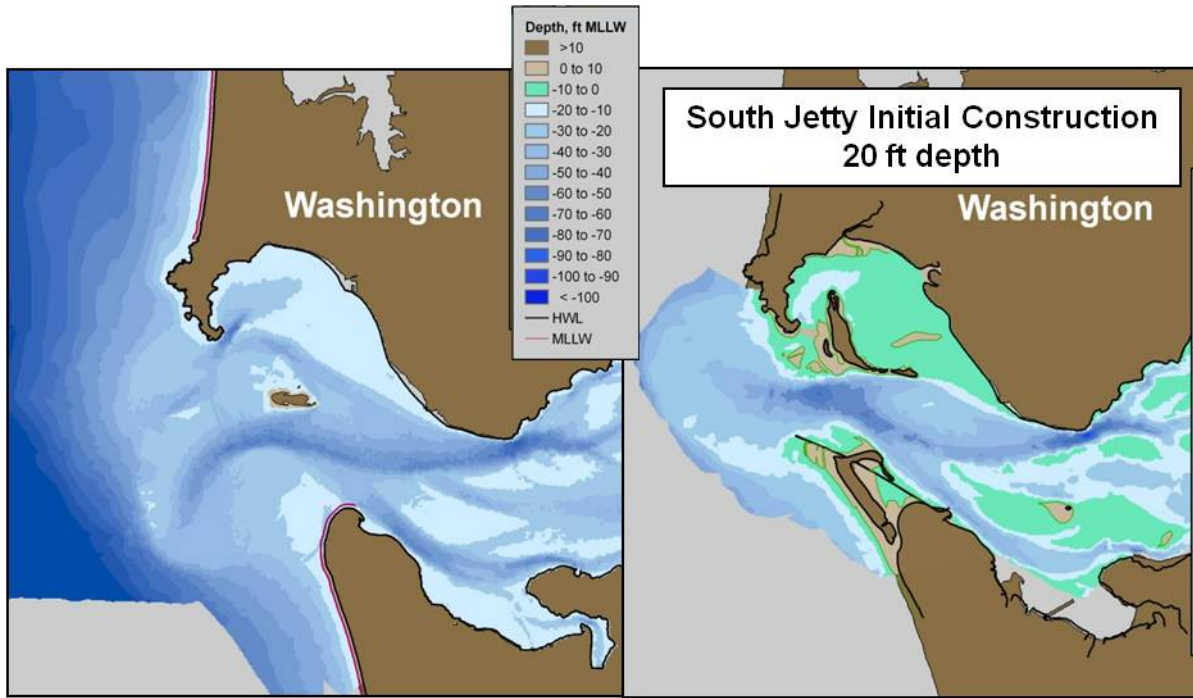 Depth, ft MLLW
>10
0 to 10
-10 to 0
-20 to -10
-30 to -20
-40 to -30
-50 to -40
-60 to -50
-70 to -60
-80 to -70
-90 to -80
-100 to -90
< -100
HWL
MLLW
Washington
South Jetty Initial Construction
20 ft depth
Washington